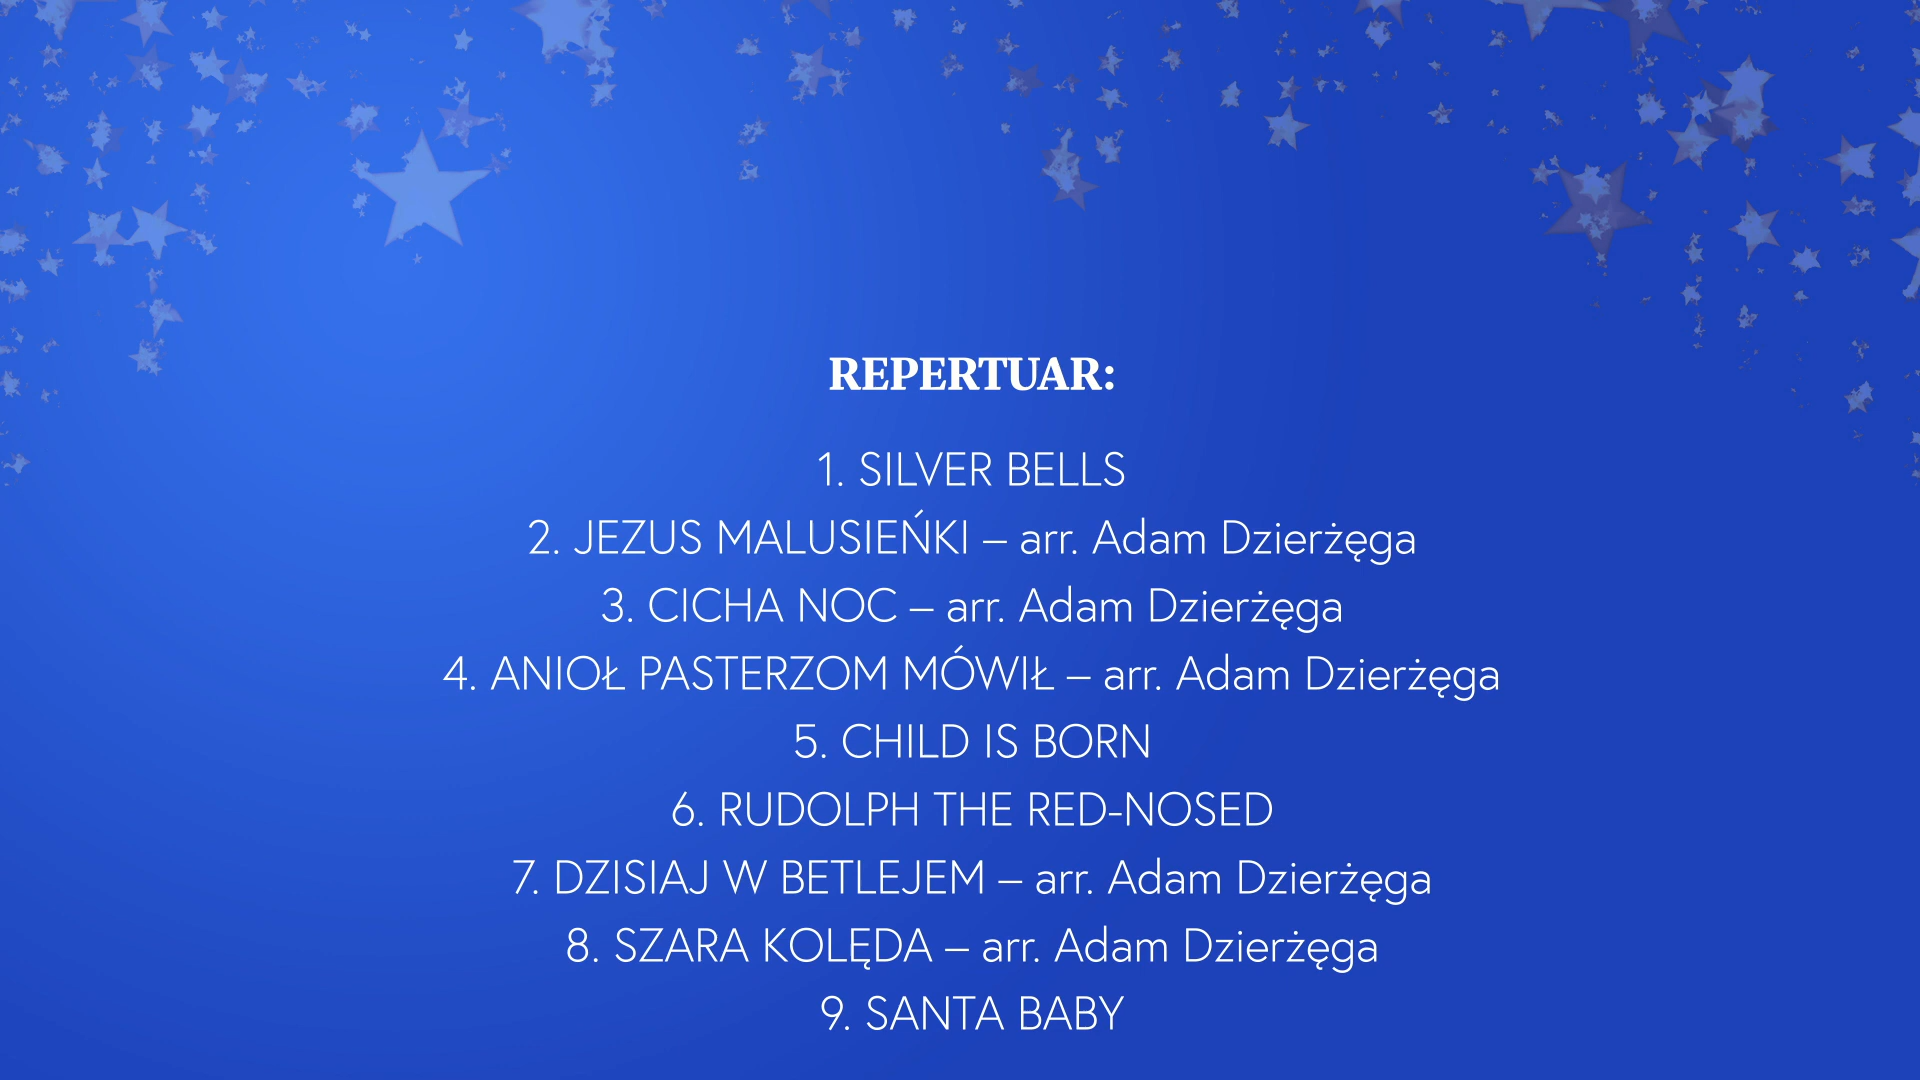 REPERTUAR:
1. SILVER BELLS
2. JEZUS MALUSIEŃKI – arr. Adam Dzierżęga
3. CICHA NOC – arr. Adam Dzierżęga
4. ANIOŁ PASTERZOM MÓWIŁ – arr. Adam Dzierżęga
5. CHILD IS BORN
6. RUDOLPH THE RED-NOSED
7. DZISIAJ W BETLEJEM – arr. Adam Dzierżęga
8. SZARA KOLĘDA – arr. Adam Dzierżęga
9. SANTA BABY